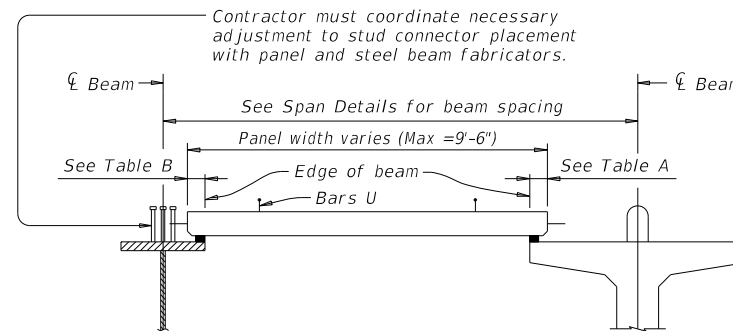 Contractor must coordinate necessary
adjustment to stud connector placement
with panel and steel beam fabricators.
℄ Beam
℄ Beam
See Span Details for beam spacing
Panel width varies (Max =9'-6")
See Table B
Edge of beam
See Table A
Bars U